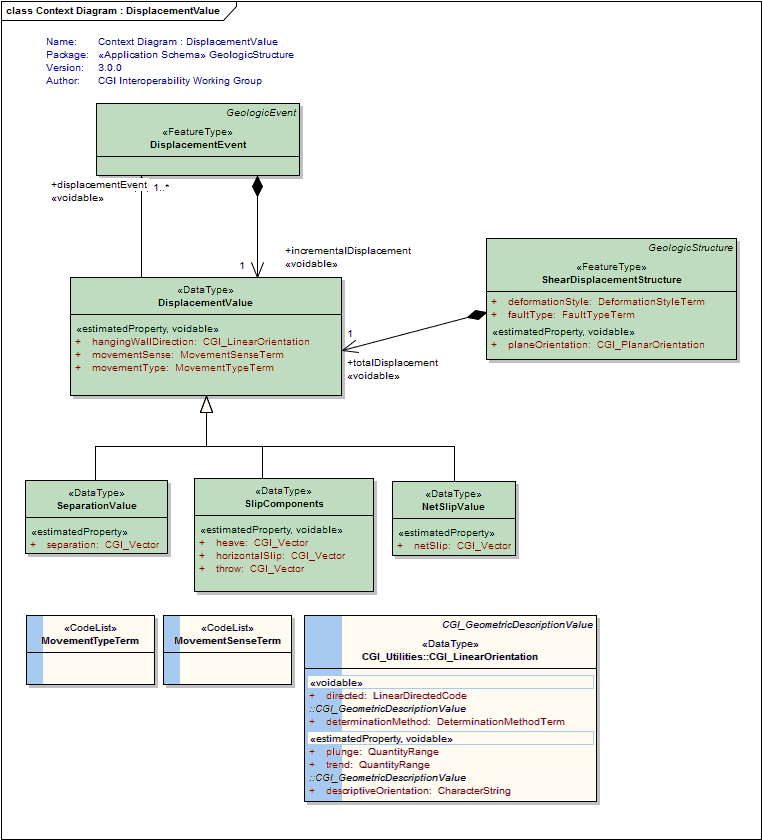 class Context Diagram : DisplacementValue
Name: Context Diagram : DisplacementValue
Package: «Application Schema» GeologicStructure
Version: 3.0.0
Author: CGI Interoperability Working Group
GeologicEvent
«FeatureType»
DisplacementEvent
+displacementEvent 1..*
«voidable»
+incrementalDisplacement
1 «voidable»
GeologicStructure
«FeatureType»
ShearDisplacementStructure
+ deformationStyle: DeformationStyleTerm
+ faultType: FaultTypeTerm
«estimatedProperty, voidable»
+ planeOrientation: CGI_PlanarOrientation
«DataType»
DisplacementValue
«estimatedProperty, voidable»
+ hangingWallDirection: CGI_LinearOrientation
+ movementSense: MovementSenseTerm
+ movementType: MovementTypeTerm
1
+totalDisplacement
«voidable»
«DataType»
SeparationValue
«estimatedProperty»
+ separation: CGI_Vector
«DataType»
SlipComponents
«estimatedProperty, voidable»
+ heave: CGI_Vector
+ horizontalSlip: CGI_Vector
+ throw: CGI_Vector
«DataType»
NetSlipValue
«estimatedProperty»
+ netSlip: CGI_Vector
«CodeList»
MovementTypeTerm
«CodeList»
MovementSenseTerm
CGI_GeometricDescriptionValue
«DataType»
CGI_Utilities::CGI_LinearOrientation
«voidable»
+ directed: LinearDirectedCode
::CGI_GeometricDescriptionValue
+ determinationMethod: DeterminationMethodTerm
«estimatedProperty, voidable»
+ plunge: QuantityRange
+ trend: QuantityRange
::CGI_GeometricDescriptionValue
+ descriptiveOrientation: CharacterString